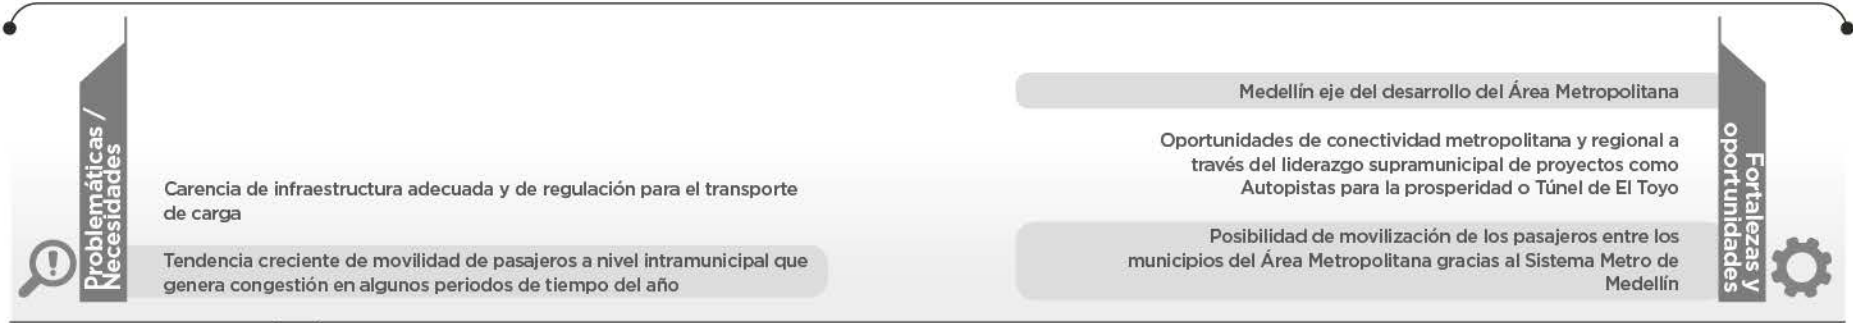 Problemáticas /
Necesidades
Carencia de infraestructura adecuada y de regulación para el transporte
de carga
Tendencia creciente de movilidad de pasajeros a nivel intramunicipal que
genera congestión en algunos periodos de tiempo del año
Medellín eje del desarrollo del Área Metropolitana
Oportunidades de conectividad metropolitana y regional a
través del liderazgo supramunicipal de proyectos como
Autopistas para la prosperidad o Túnel de El Toyo
Posibilidad de movilización de los pasajeros entre los
municipios del Área Metropolitana gracias al Sistema Metro de
Medellín
Fortalezas y
oportunidades